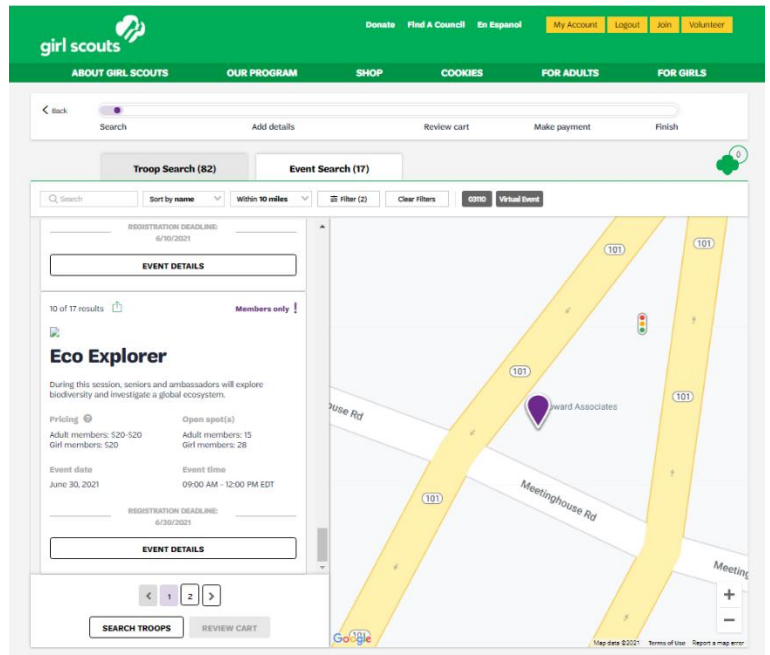 girl scouts
Donate Find A Council En Espanol My Account Logout Join Volunteer
ABOUT GIRL SCOUTS OUR PROGRAM SHOP COOKIES FOR ADULTS FOR GIRLS
Back
Search Add details Review cart Make payment Finish
Troop Search (82) Event Search (17)
0
Search Sort by name Within 10 miles Filter (2) Clear Filters 03110 Virtual Event
REGISTRATION DEADLINE:
6/10/2021
EVENT DETAILS
10 of 17 results Members only !
Eco Explorer
During this session, seniors and ambassadors will explore
biodiversity and investigate a global ecosystem.
Pricing Open spot(s)
Adult members: $20-$20 Adult members: 15
Girl members: $20 Girl members: 28
Event date Event time
June 30, 2021 09:00 AM - 12:00 PM EDT
REGISTRATION DEADLINE:
6/30/2021
EVENT DETAILS
< 1 2 >
SEARCH TROOPS REVIEW CART
101
101
101
101
101
101
ward Associates
ouse Rd
Meetinghouse Rd
Meeting
+
−
Google
Map data ©2021 Terms of Use Report a map error